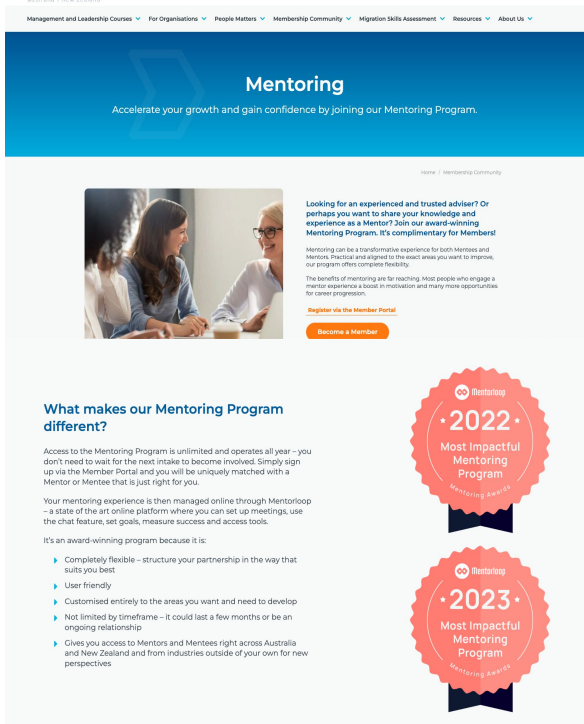 Management and Leadership Courses For Organisations People Matters Membership Community Migration Skills Assessment Resources About Us
Mentoring
Accelerate your growth and gain confidence by joining our Mentoring Program.
Home / Membership Community
Looking for an experienced and trusted adviser? Or
perhaps you want to share your knowledge and
experience as a Mentor? Join our award-winning
Mentoring Program. It's complimentary for Members!
Mentoring can be a transformative experience for both Mentees and
Mentors. Practical and aligned to the exact areas you want to improve,
our program offers complete flexibility.
The benefits of mentoring are far reaching. Most people who engage a
mentor experience a boost in motivation and many more opportunities
for career progression.
Register via the Member Portal
Become a Member
What makes our Mentoring Program
different?
Access to the Mentoring Program is unlimited and operates all year – you
don't need to wait for the next intake to become involved. Simply sign
up via the Member Portal and you will be uniquely matched with a
Mentor or Mentee that is just right for you.
Your mentoring experience is then managed online through Mentorloop
– a state of the art online platform where you can set up meetings, use
the chat feature, set goals, measure success and access tools.
It's an award-winning program because it is:
Completely flexible – structure your partnership in the way that
suits you best
User friendly
Customised entirely to the areas you want and need to develop
Not limited by timeframe – it could last a few months or be an
ongoing relationship
Gives you access to Mentors and Mentees right across Australia
and New Zealand and from industries outside of your own for new
perspectives
Mentorloop
2022
Most Impactful
Mentoring
Program
Mentoring Awards
Mentorloop
2023
Most Impactful
Mentoring
Program
Mentoring Awards